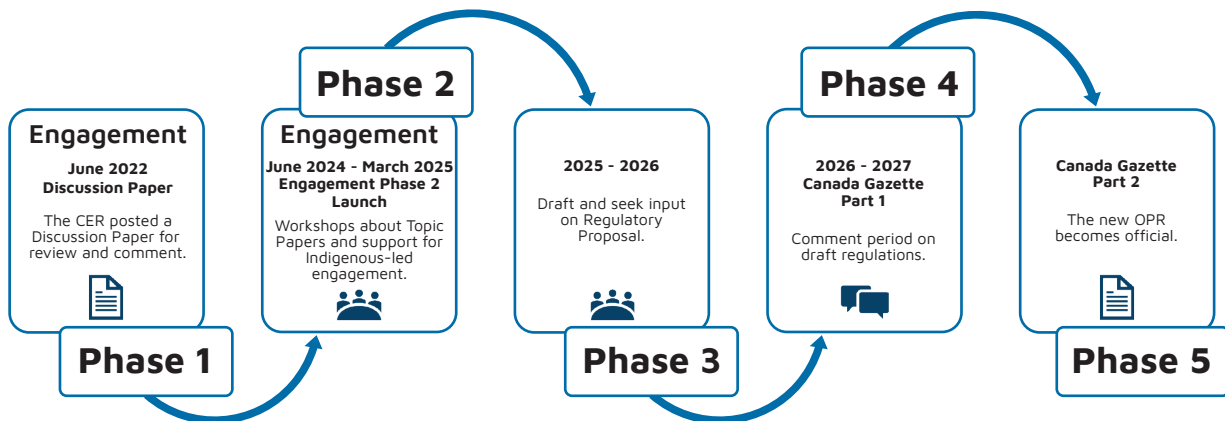 Phase 1
Engagement
June 2022
Discussion Paper
The CER posted a
Discussion Paper for
review and comment.
Phase 2
Engagement
June 2024 - March 2025
Engagement Phase 2
Launch
Workshops about Topic
Papers and support for
Indigenous-led
engagement.
Phase 3
2025 - 2026
Draft and seek input
on Regulatory
Proposal.
Phase 4
2026 - 2027
Canada Gazette
Part 1
Comment period on
draft regulations.
Phase 5
Canada Gazette
Part 2
The new OPR
becomes official.